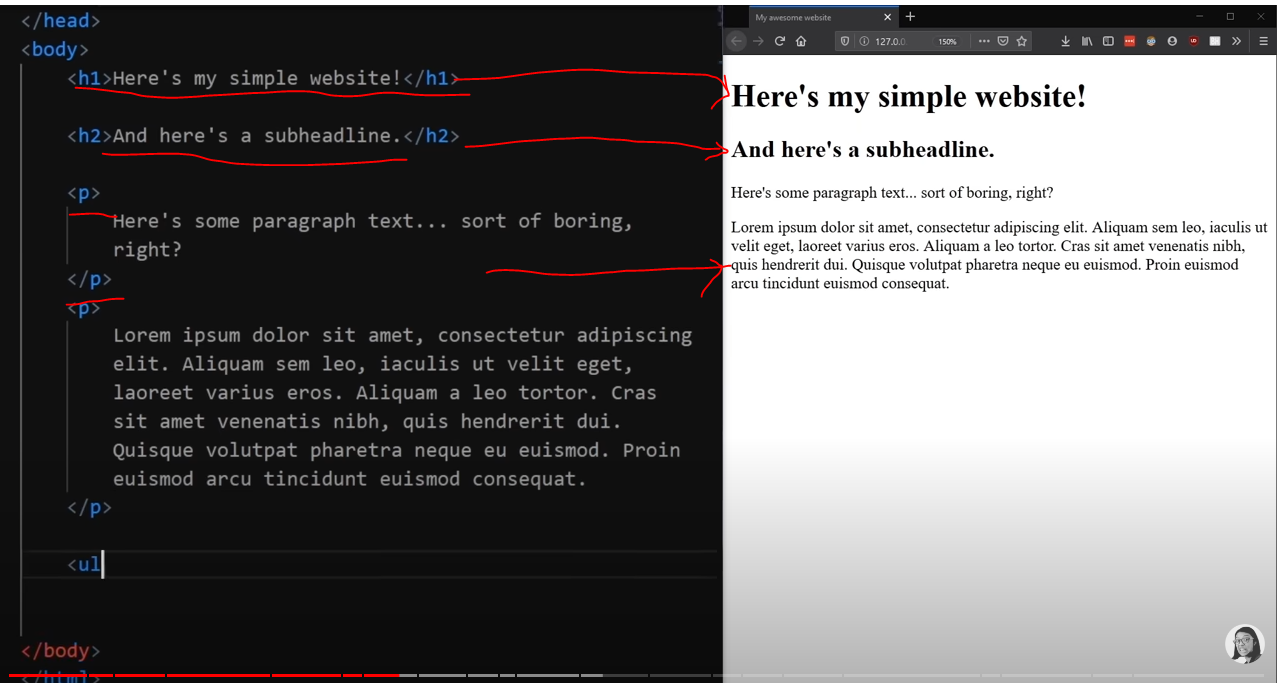 </head>
<body>
<h1>Here's my simple website!</h1>
<h2>And here's a subheadline.</h2>
<p>
Here's some paragraph text... sort of boring,
right?
</p>
<p>
Lorem ipsum dolor sit amet, consectetur adipiscing
elit. Aliquam sem leo, iaculis ut velit eget,
laoreet varius eros. Aliquam a leo tortor. Cras
sit amet venenatis nibh, quis hendrerit dui.
Quisque volutpat pharetra neque eu euismod. Proin
euismod arcu tincidunt euismod consequat.
</p>
<ul
</body>
</html>
My awesome website
127.0.0
150%
Here's my simple website!
And here's a subheadline.
Here's some paragraph text... sort of boring, right?
Lorem ipsum dolor sit amet, consectetur adipiscing elit. Aliquam sem leo, iaculis ut
velit eget, laoreet varius eros. Aliquam a leo tortor. Cras sit amet venenatis nibh,
quis hendrerit dui. Quisque volutpat pharetra neque eu euismod. Proin euismod
arcu tincidunt euismod consequat.